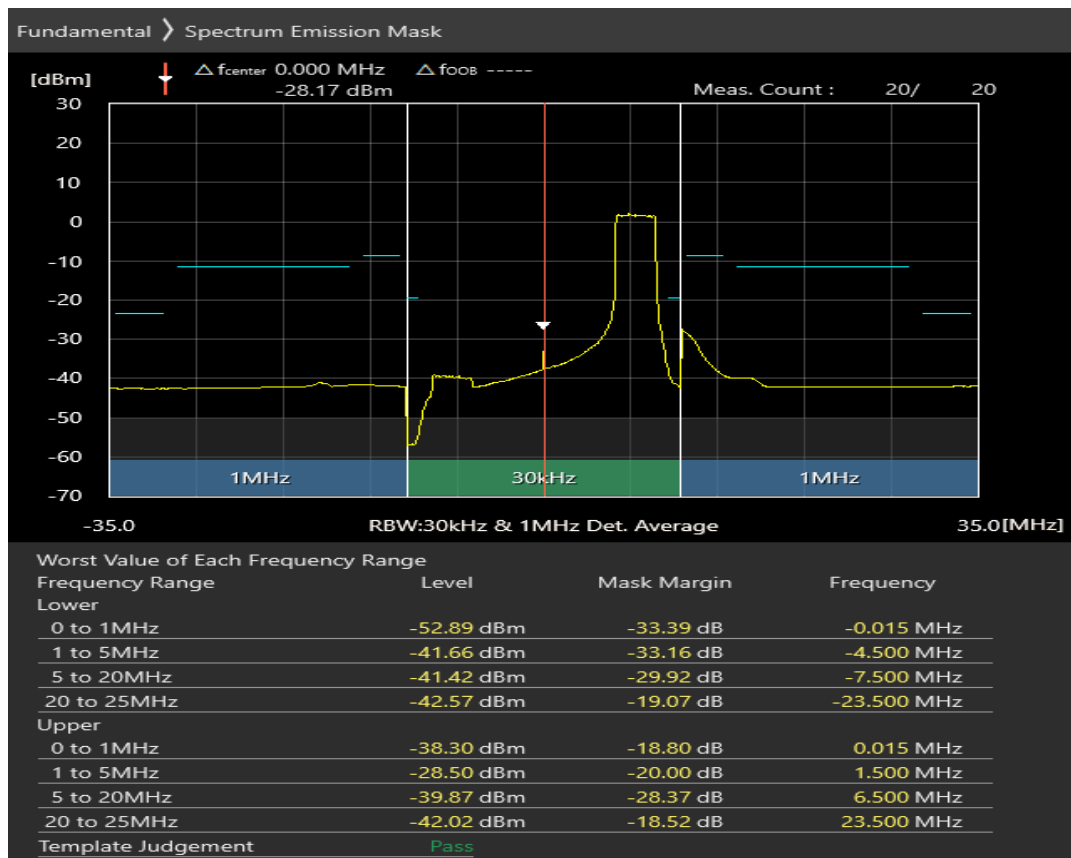 Fundamental 〉 Spectrum Emission Mask
[dBm] △ fcenter 0.000 MHz △ fOOB -----
-28.17 dBm Meas. Count : 20/ 20
30
20
10
0
-10
-20
-30
-40
-50
-60
1MHz 30kHz 1MHz
-70
-35.0 RBW:30kHz & 1MHz Det. Average 35.0[MHz]
Worst Value of Each Frequency Range
Frequency Range Level Mask Margin Frequency
Lower
0 to 1MHz -52.89 dBm -33.39 dB -0.015 MHz
1 to 5MHz -41.66 dBm -33.16 dB -4.500 MHz
5 to 20MHz -41.42 dBm -29.92 dB -7.500 MHz
20 to 25MHz -42.57 dBm -19.07 dB -23.500 MHz
Upper
0 to 1MHz -38.30 dBm -18.80 dB 0.015 MHz
1 to 5MHz -28.50 dBm -20.00 dB 1.500 MHz
5 to 20MHz -39.87 dBm -28.37 dB 6.500 MHz
20 to 25MHz -42.02 dBm -18.52 dB 23.500 MHz
Template Judgement Pass